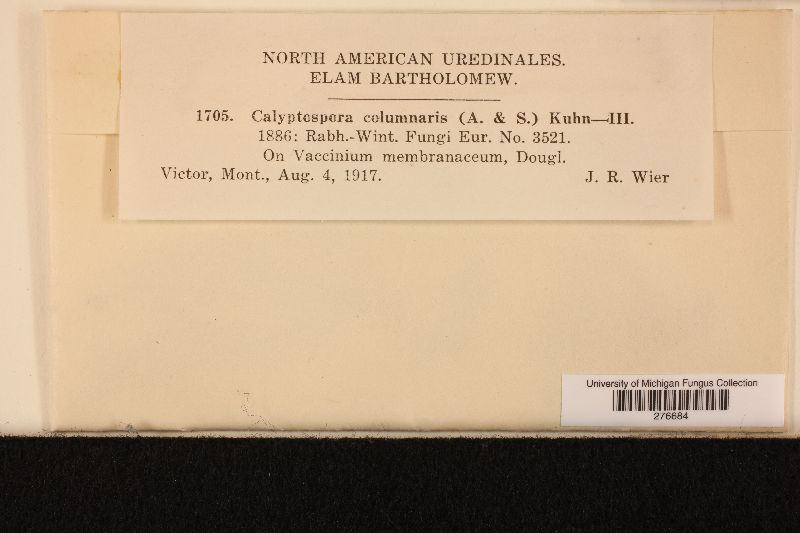 NORTH AMERICAN UREDINALES.
ELAM BARTHOLOMEW.
1705. Calyptospora columnaris (A. & S.) Kuhn—III.
1886: Rabh.-Wint. Fungi Eur. No. 3521.
On Vaccinium membranaceum, Dougl.
Victor, Mont., Aug. 4, 1917. J. R. Wier
University of Michigan Fungus Collection
276684